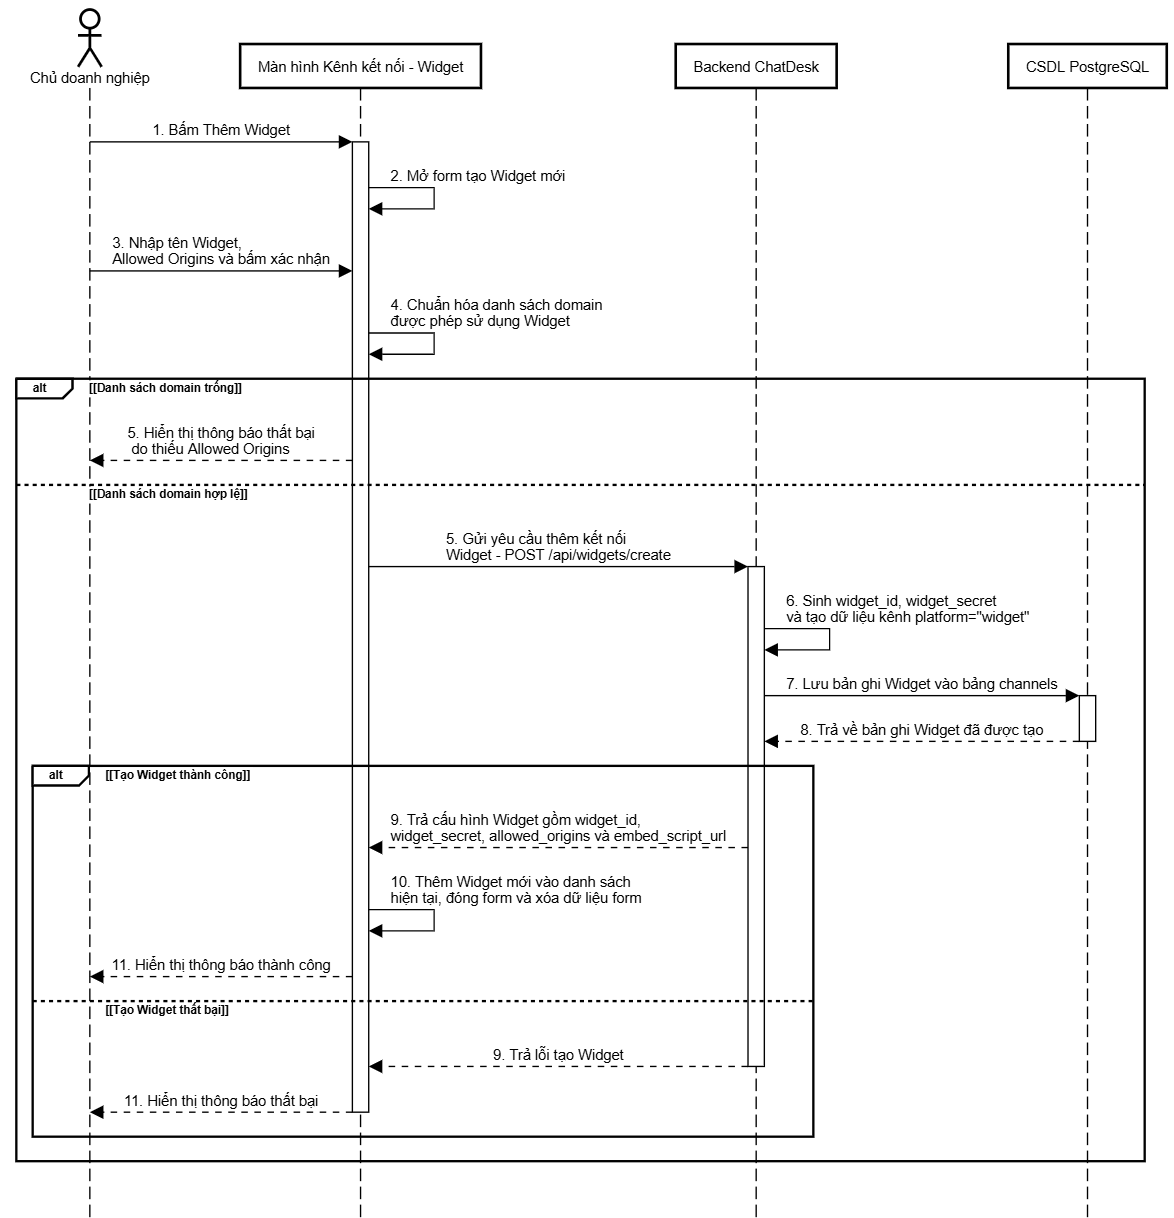 Chủ doanh nghiệp
Màn hình Kênh kết nối - Widget
Backend ChatDesk
CSDL PostgreSQL
1. Bấm Thêm Widget
2. Mở form tạo Widget mới
3. Nhập tên Widget,
Allowed Origins và bấm xác nhận
4. Chuẩn hóa danh sách domain
được phép sử dụng Widget
alt
[[Danh sách domain trống]]
5. Hiển thị thông báo thất bại
do thiếu Allowed Origins
[[Danh sách domain hợp lệ]]
5. Gửi yêu cầu thêm kết nối
Widget - POST /api/widgets/create
6. Sinh widget_id, widget_secret
và tạo dữ liệu kênh platform="widget"
7. Lưu bản ghi Widget vào bảng channels
8. Trả về bản ghi Widget đã được tạo
alt
[[Tạo Widget thành công]]
9. Trả cấu hình Widget gồm widget_id,
widget_secret, allowed_origins và embed_script_url
10. Thêm Widget mới vào danh sách
hiện tại, đóng form và xóa dữ liệu form
11. Hiển thị thông báo thành công
[[Tạo Widget thất bại]]
9. Trả lỗi tạo Widget
11. Hiển thị thông báo thất bại